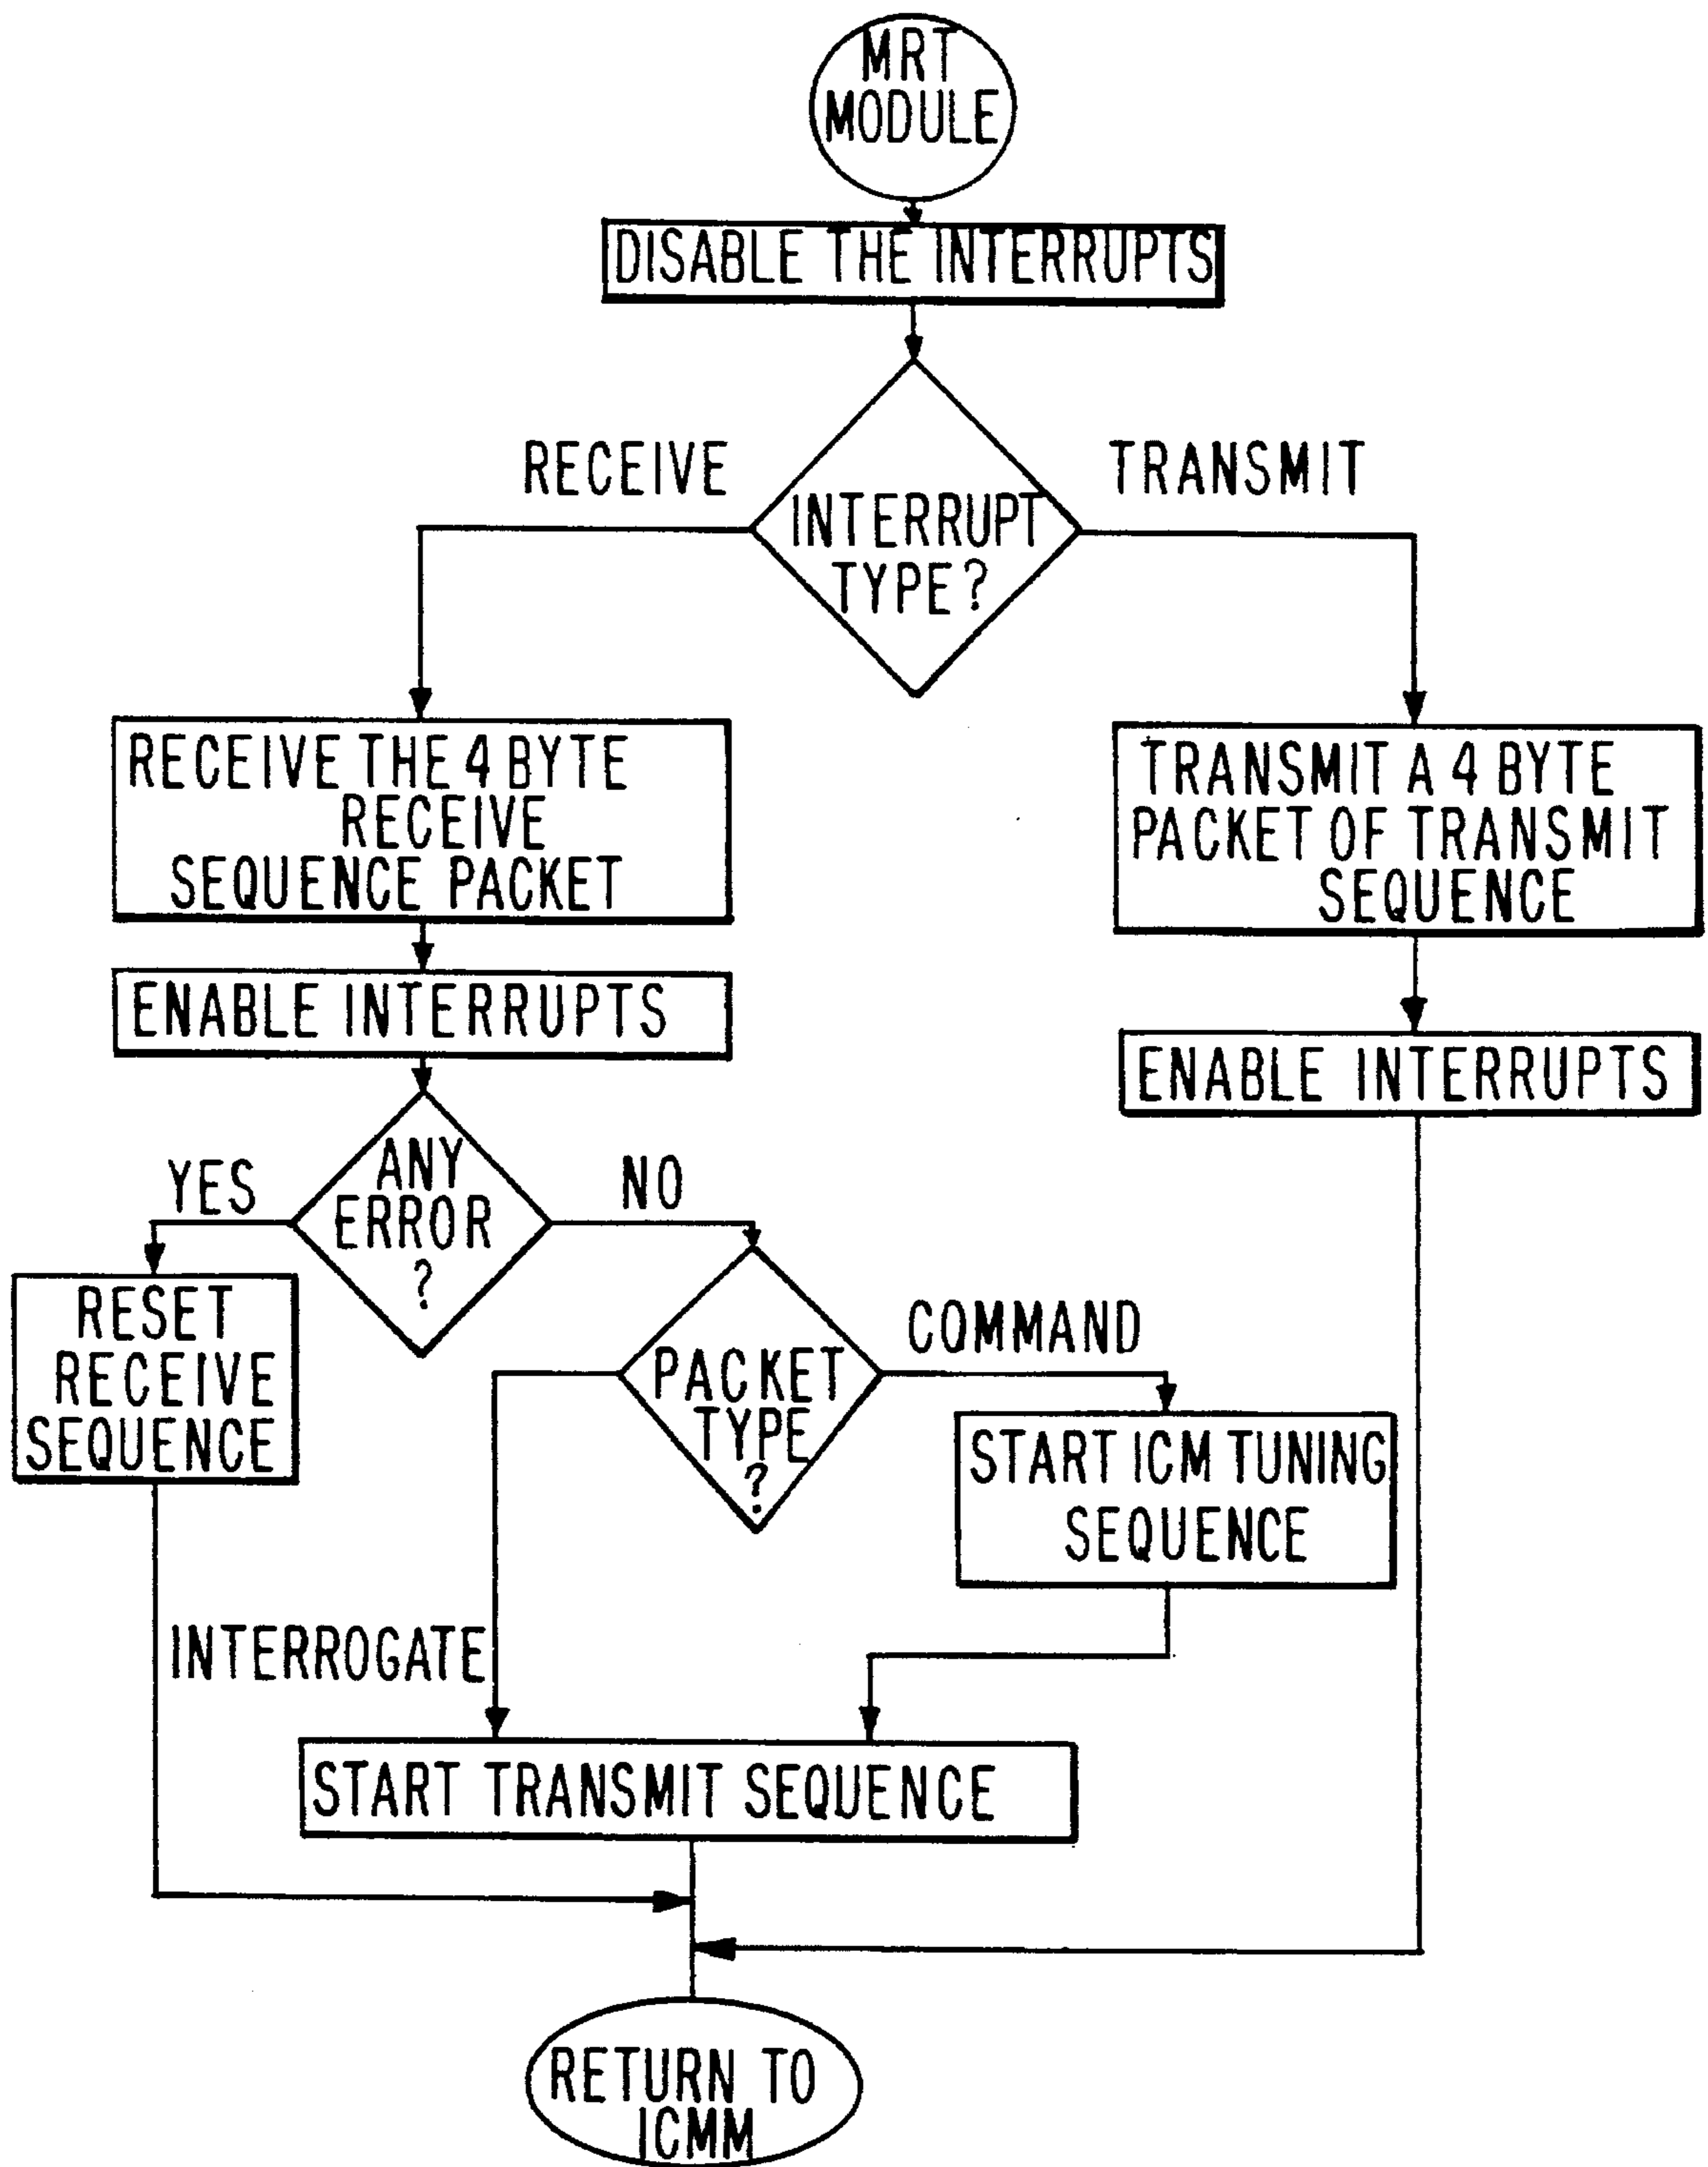 MRT
MODULE
DISABLE THE INTERRUPTS
RECEIVE
TRANSMIT
INTERRUPT
TYPE?
RECEIVE THE 4 BYTE
RECEIVE
SEQUENCE PACKET
TRANSMIT A 4 BYTE
PACKET OF TRANSMIT
SEQUENCE
ENABLE INTERRUPTS
ENABLE INTERRUPTS
YES
ANY
ERROR
?
NO
RESET
RECEIVE
SEQUENCE
PACKET
TYPE
?
COMMAND
START ICM TUNING
SEQUENCE
INTERROGATE
START TRANSMIT SEQUENCE
RETURN TO
ICMM